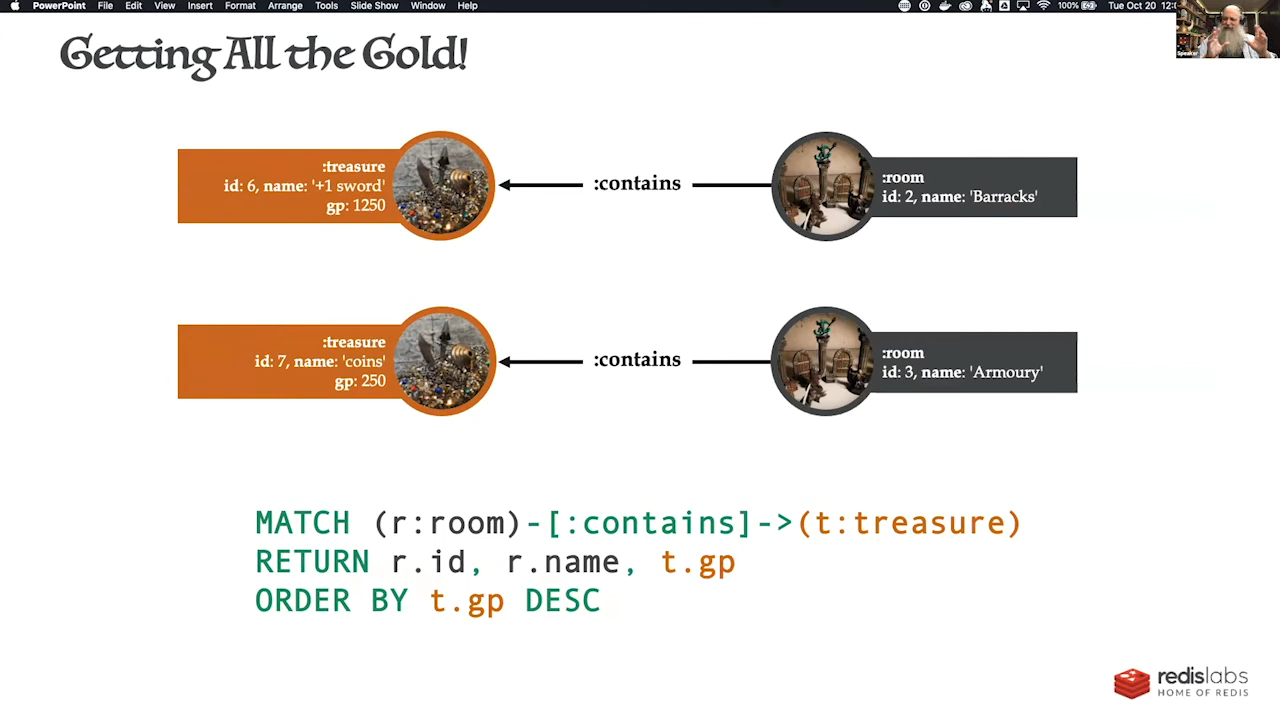 PowerPoint File Edit View Insert Format Arrange Tools Slide Show Window Help 100% Tue Oct 20
Speaker
Getting All the Gold!
:treasure
id: 6, name: '+1 sword'
gp: 1250
:contains
:room
id: 2, name: 'Barracks'
:treasure
id: 7, name: 'coins'
gp: 250
:contains
:room
id: 3, name: 'Armoury'
MATCH (r:room)-[:contains]->(t:treasure)
RETURN r.id, r.name, t.gp
ORDER BY t.gp DESC
redislabs
HOME OF REDIS